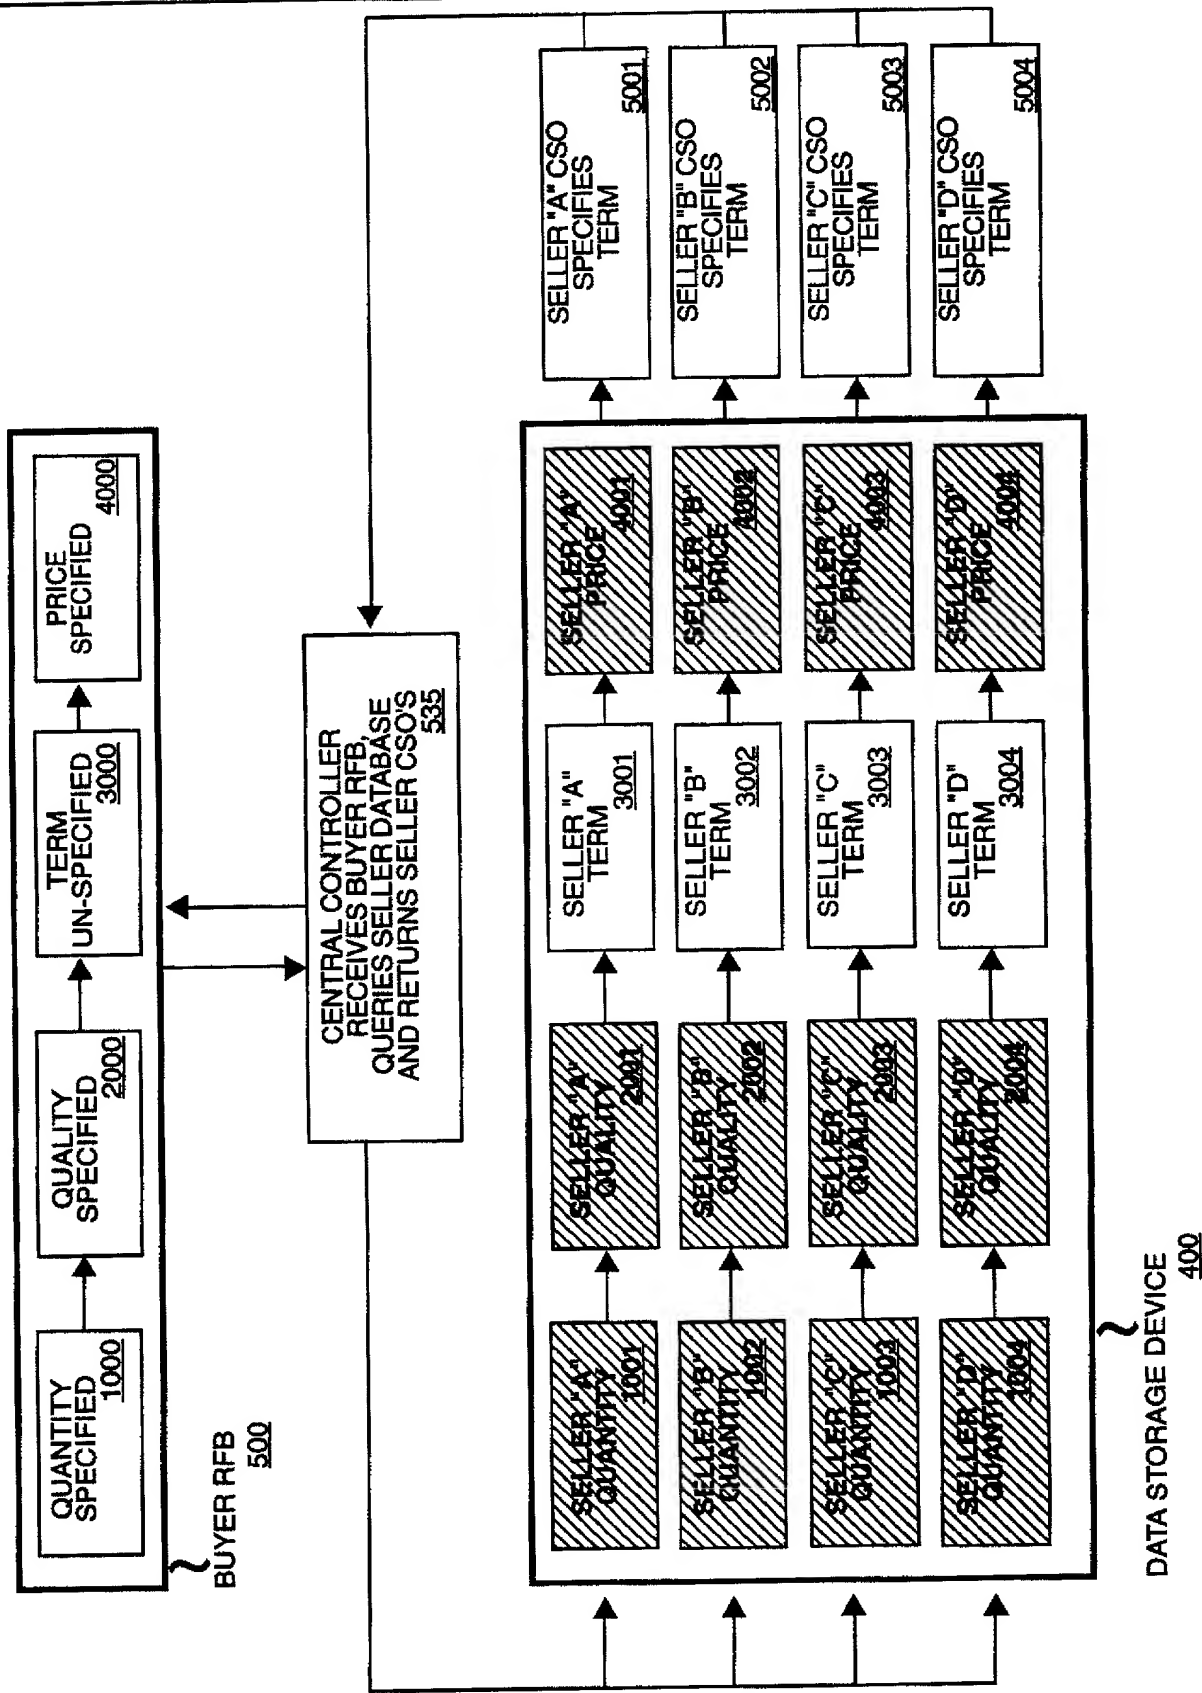 QUANTITY
SPECIFIED
1000
QUALITY
SPECIFIED
2000
TERM
UN-SPECIFIED
3000
PRICE
SPECIFIED
4000
BUYER RFB
500
CENTRAL CONTROLLER
RECEIVES BUYER RFB,
QUERIES SELLER DATABASE
AND RETURNS SELLER CSO'S
535
SELLER "A"
QUANTITY
1001
SELLER "A"
QUALITY
2001
SELLER "A"
TERM
3001
SELLER "A"
PRICE
4001
SELLER "A" CSO
SPECIFIES
TERM
5001
SELLER "B"
QUANTITY
1002
SELLER "B"
QUALITY
2002
SELLER "B"
TERM
3002
SELLER "B"
PRICE
4002
SELLER "B" CSO
SPECIFIES
TERM
5002
SELLER "C"
QUANTITY
1003
SELLER "C"
QUALITY
2003
SELLER "C"
TERM
3003
SELLER "C"
PRICE
4003
SELLER "C" CSO
SPECIFIES
TERM
5003
SELLER "D"
QUANTITY
1004
SELLER "D"
QUALITY
2004
SELLER "D"
TERM
3004
SELLER "D"
PRICE
4004
SELLER "D" CSO
SPECIFIES
TERM
5004
DATA STORAGE DEVICE
400